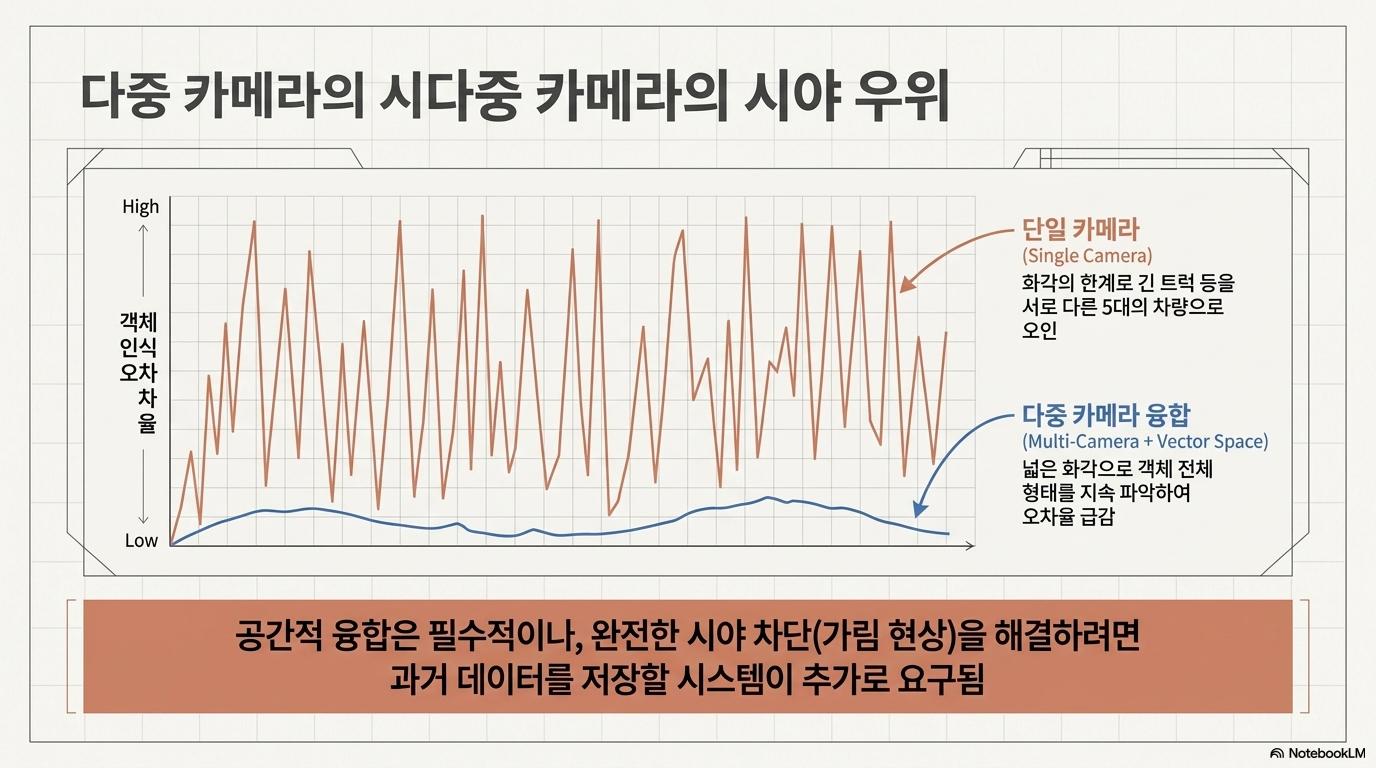 다중 카메라의 시다중 카메라의 시야 우위
High
객체
인식
오차
차
율
Low
단일 카메라
(Single Camera)
화각의 한계로 긴 트럭 등을
서로 다른 5대의 차량으로
오인
다중 카메라 융합
(Multi-Camera + Vector Space)
넓은 화각으로 객체 전체
형태를 지속 파악하여
오차율 급감
공간적 융합은 필수적이나, 완전한 시야 차단(가림 현상)을 해결하려면
과거 데이터를 저장할 시스템이 추가로 요구됨
NotebookLM